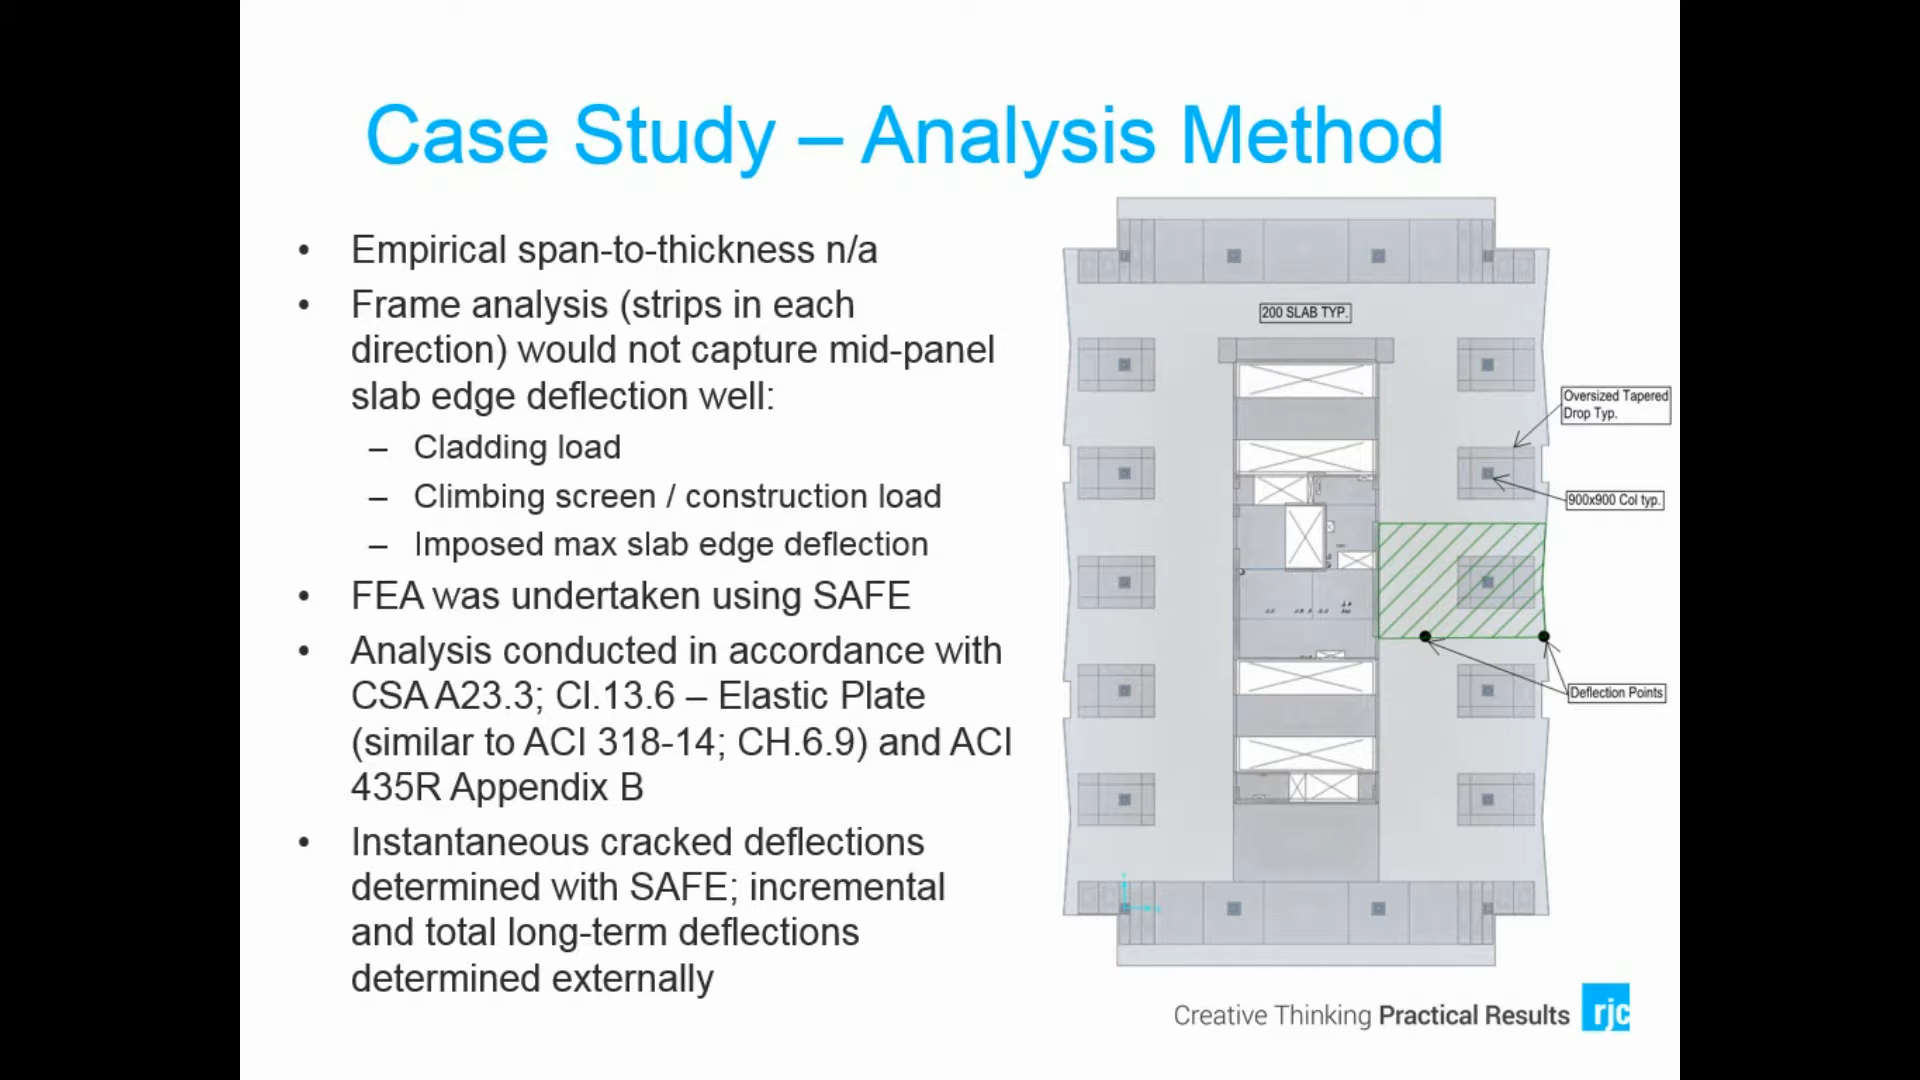 Case Study – Analysis Method
• Empirical span-to-thickness n/a
• Frame analysis (strips in each
direction) would not capture mid-panel
slab edge deflection well:
– Cladding load
– Climbing screen / construction load
– Imposed max slab edge deflection
• FEA was undertaken using SAFE
• Analysis conducted in accordance with
CSA A23.3; Cl.13.6 – Elastic Plate
(similar to ACI 318-14; CH.6.9) and ACI
435R Appendix B
• Instantaneous cracked deflections
determined with SAFE; incremental
and total long-term deflections
determined externally
200 SLAB TYP.
Oversized Tapered
Drop Typ.
900x900 Col typ.
Deflection Points
Creative Thinking Practical Results
rjc